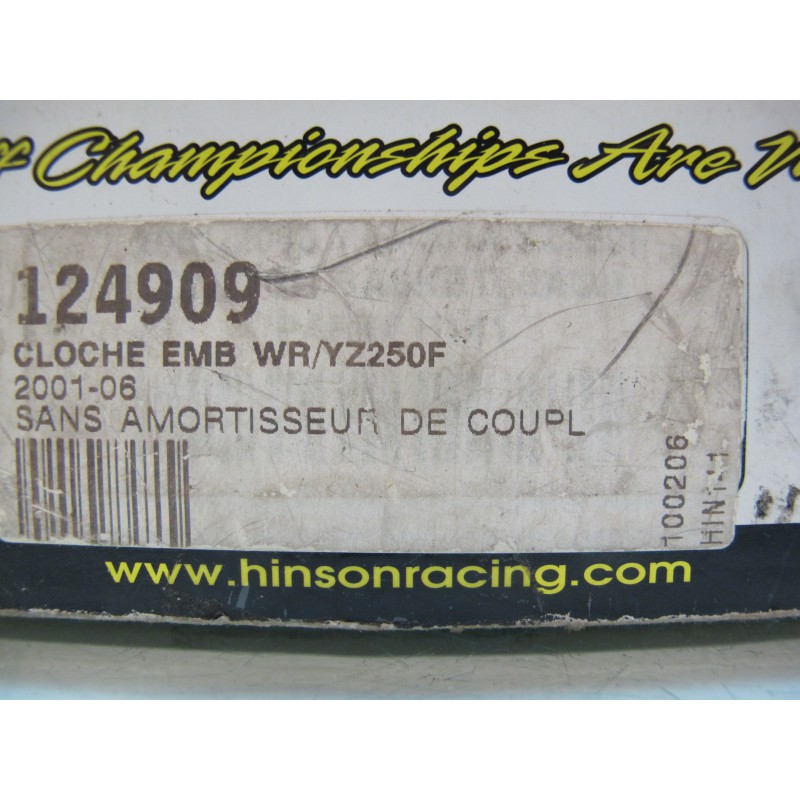 Championships Are
124909
CLOCHE EMB WR/YZ250F
2001-06
SANS AMORTISSEUR DE COUPL
100206
www.hinsonracing.com